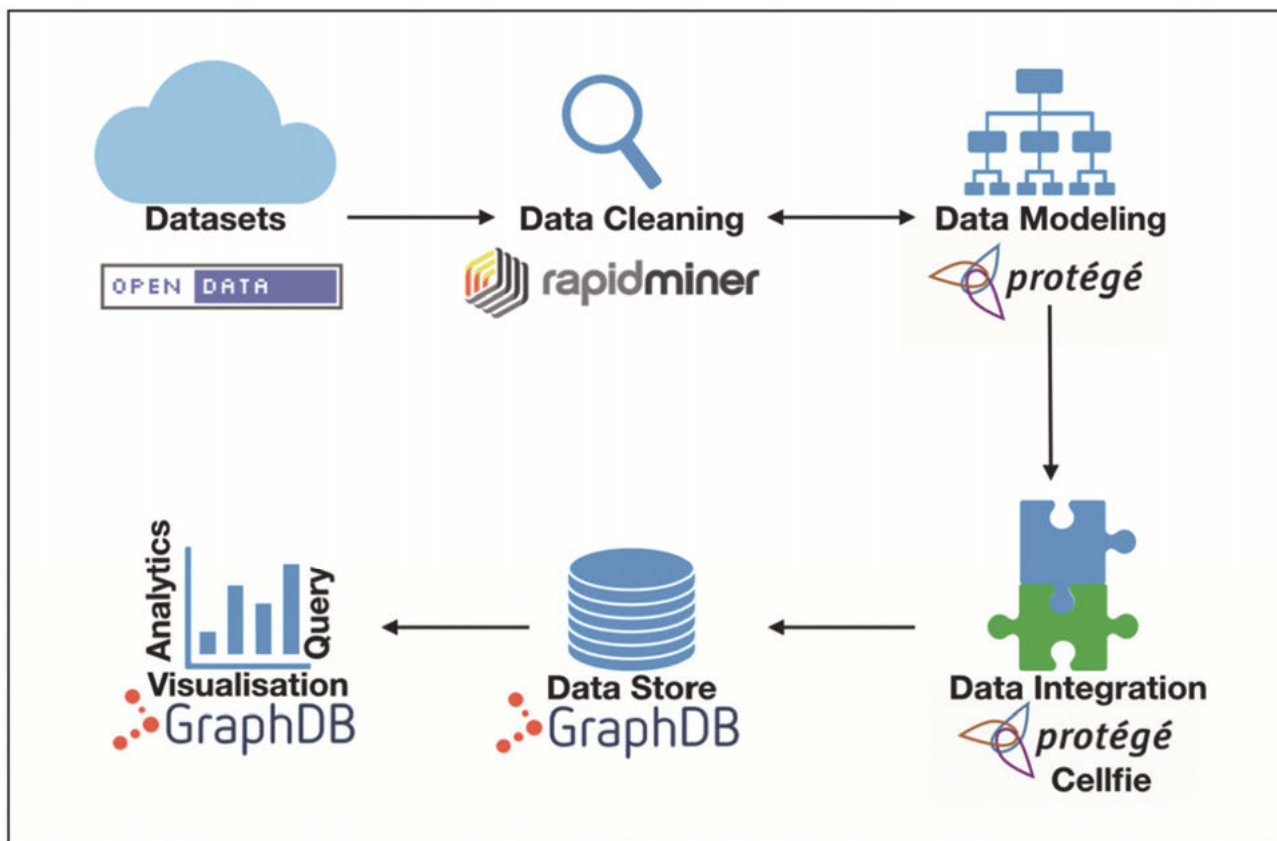 Datasets
OPEN DATA
Data Cleaning
rapidminer
Data Modeling
protégé
Analytics
Query
Visualisation
GraphDB
Data Store
GraphDB
Data Integration
protégé
Cellfie